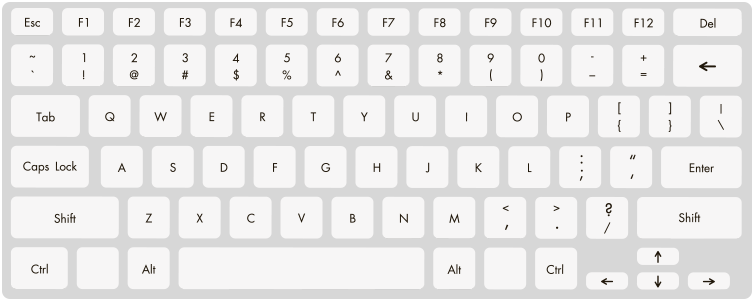 Esc F1 F2 F3 F4 F5 F6 F7 F8 F9 F10 F11 F12 Del
~ 1 2 3 4 5 6 7 8 9 0 - + ←
` ! @ # $ % ^ & * ( ) _ =
Tab Q W E R T Y U I O P [ ] |
{ } \
Caps Lock A S D F G H J K L : “ Enter
; ,
Shift Z X C V B N M < > ? Shift
, . /
Ctrl Alt Alt Ctrl ↑
← ↓ →